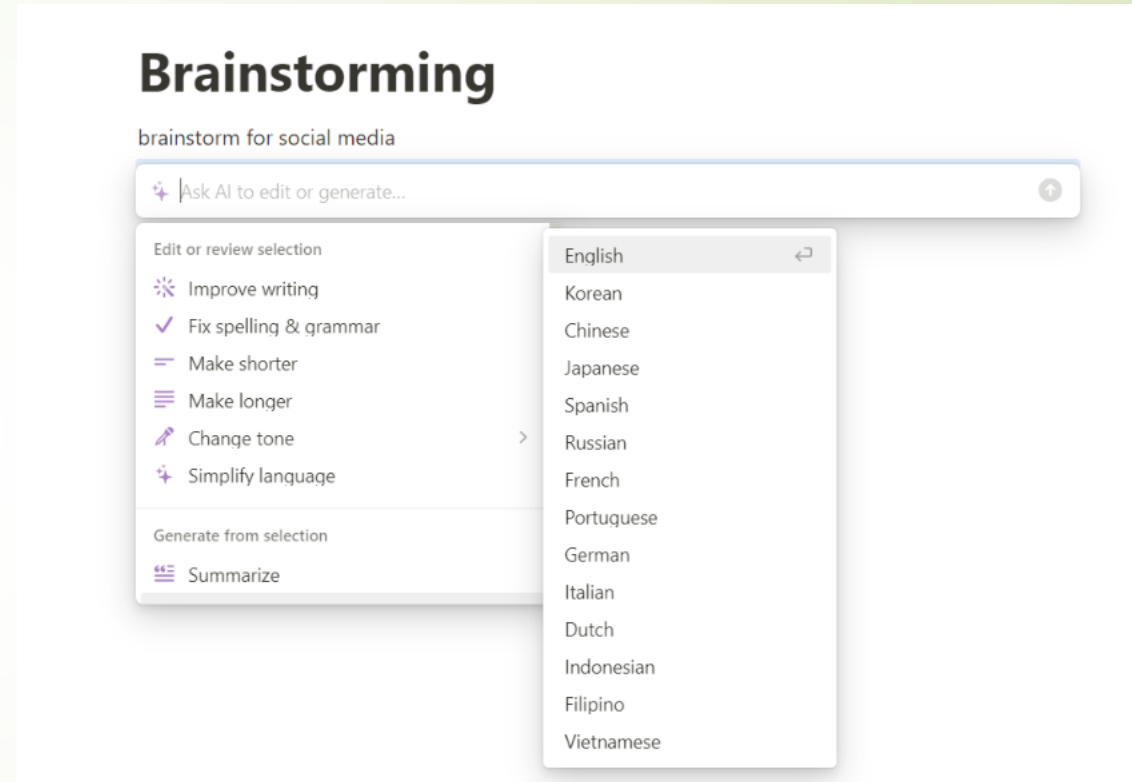 Brainstorming
brainstorm for social media
Ask AI to edit or generate...
Edit or review selection
Improve writing
Fix spelling & grammar
Make shorter
Make longer
Change tone
Simplify language
Generate from selection
Summarize
English
Korean
Chinese
Japanese
Spanish
Russian
French
Portuguese
German
Italian
Dutch
Indonesian
Filipino
Vietnamese